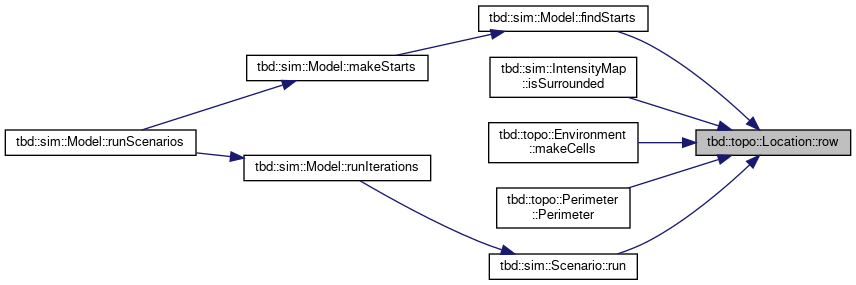 tbd::sim::Model::findStarts
tbd::sim::Model::makeStarts
tbd::sim::IntensityMap
::isSurrounded
tbd::topo::Environment
::makeCells
tbd::sim::Model::runScenarios
tbd::topo::Location::row
tbd::sim::Model::runIterations
tbd::topo::Perimeter
::Perimeter
tbd::sim::Scenario::run